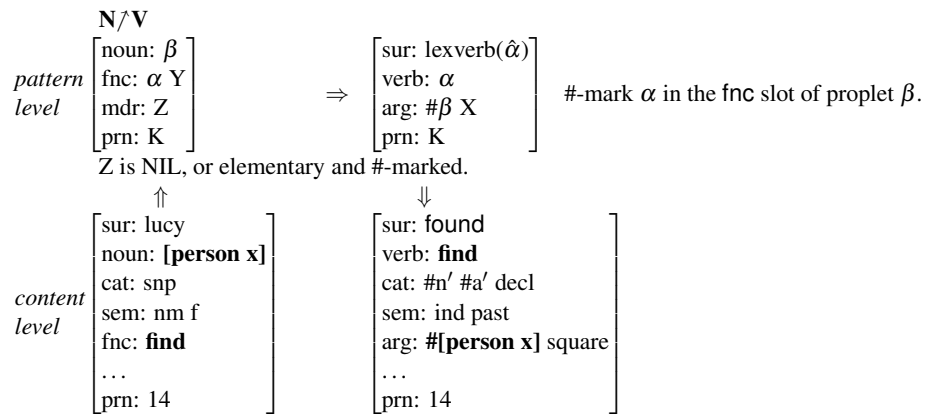 N↗V
pattern level
[noun: β
fnc: α Y
mdr: Z
prn: K]
⇒
[sur: lexverb(α̂)
verb: α
arg: #β X
prn: K]
#-mark α in the fnc slot of proplet β.
Z is NIL, or elementary and #-marked.
⇑ ⇓
content level
[sur: lucy
noun: [person x]
cat: snp
sem: nm f
fnc: find
...
prn: 14]
[sur: found
verb: find
cat: #n′ #a′ decl
sem: ind past
arg: #[person x] square
...
prn: 14]